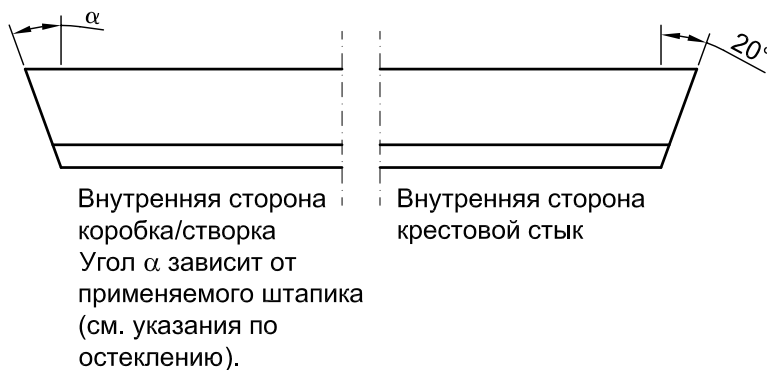 α
20°
Внутренняя сторона
коробка/створка
Угол α зависит от
применяемого штапика
(см. указания по
остеклению).
Внутренняя сторона
крестовой стык